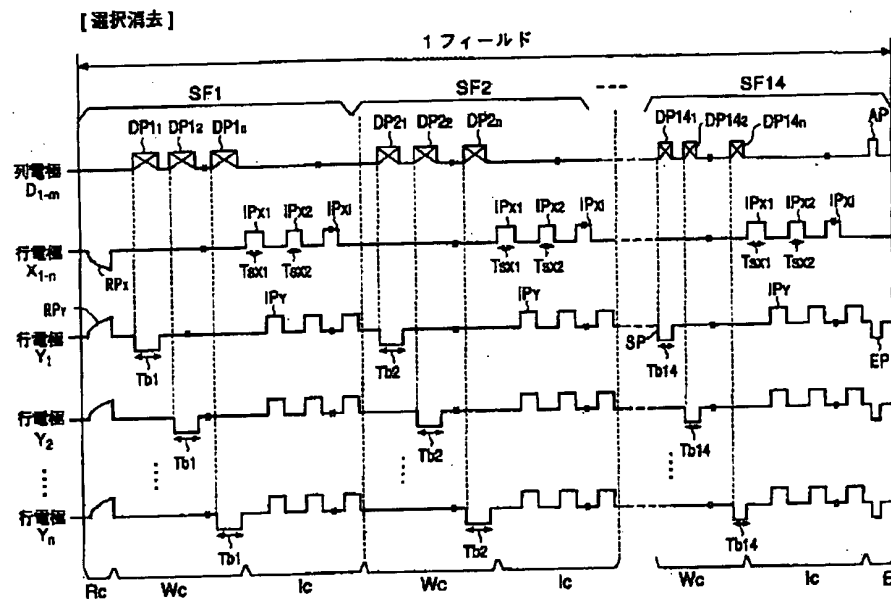 [選択消去]
1 フィールド
SF1 SF2 SF14
DP1₁ DP1₂ DP1ₙ DP2₁ DP2₂ DP2ₙ DP14₁ DP14₂ DP14ₙ AP
列電極
D₁₋ₘ
IPx1 IPx2 IPxi IPx1 IPx2 IPxi IPx1 IPx2 IPxi
行電極
X₁₋ₙ
RPx Tsx1 Tsx2 Tsx1 Tsx2 Tsx1 Tsx2
RPY IPY IPY IPY
行電極
Y₁
SP EP
Tb1 Tb2 Tb14
行電極
Y₂
Tb1 Tb2 Tb14
行電極
Yₙ
Tb1 Tb2 Tb14
Rc Wc Ic Wc Ic Wc Ic E